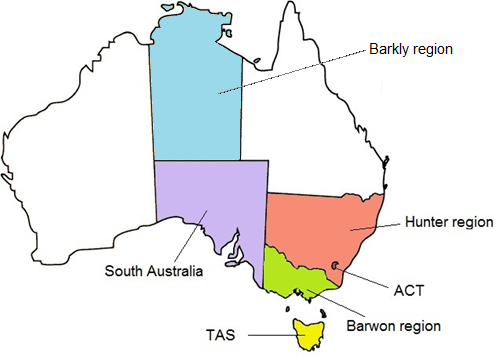 Barkly region
Hunter region
South Australia
ACT
Barwon region
TAS